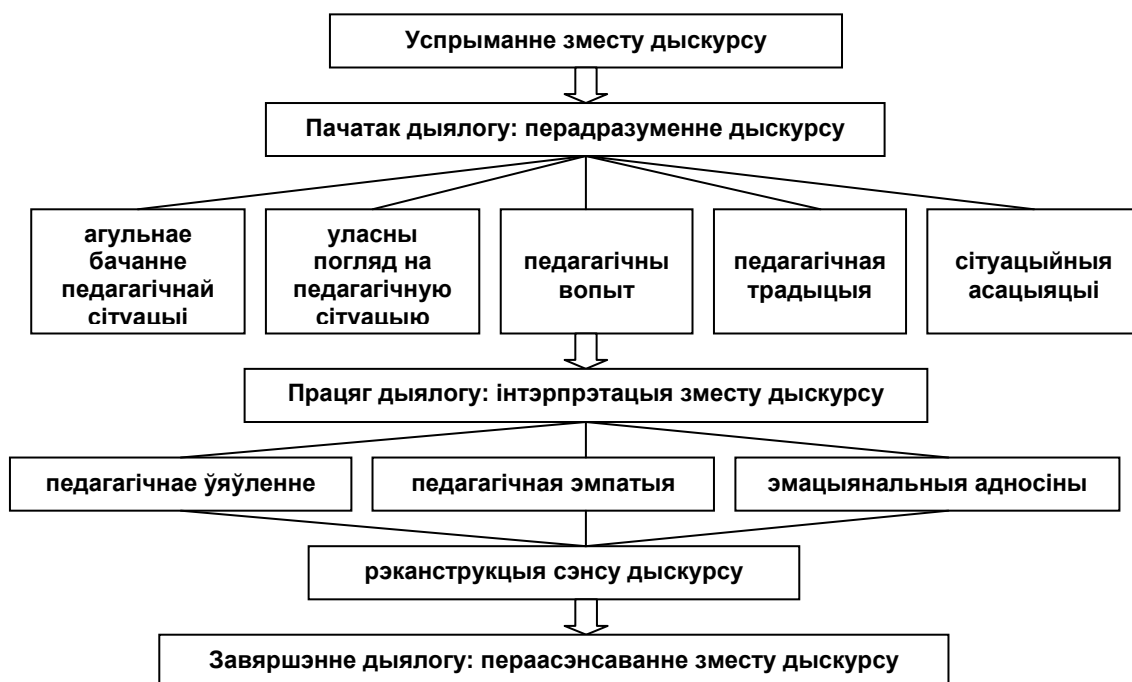 Успрыманне зместу дыскурсу
Пачатак дыялогу: перадразуменне дыскурсу
агульнае
бачанне
педагагічнай
сітуацыі
уласны
погляд на
педагагічную
сітуацыю
педагагічны
вопыт
педагагічная
традыцыя
сітуацыйныя
асацыяцыі
Працяг дыялогу: інтэрпрэтацыя зместу дыскурсу
педагагічнае ўяўленне
педагагічная эмпатыя
эмацыянальныя адносіны
рэканструкцыя сэнсу дыскурсу
Завяршэнне дыялогу: пераасэнсаванне зместу дыскурсу